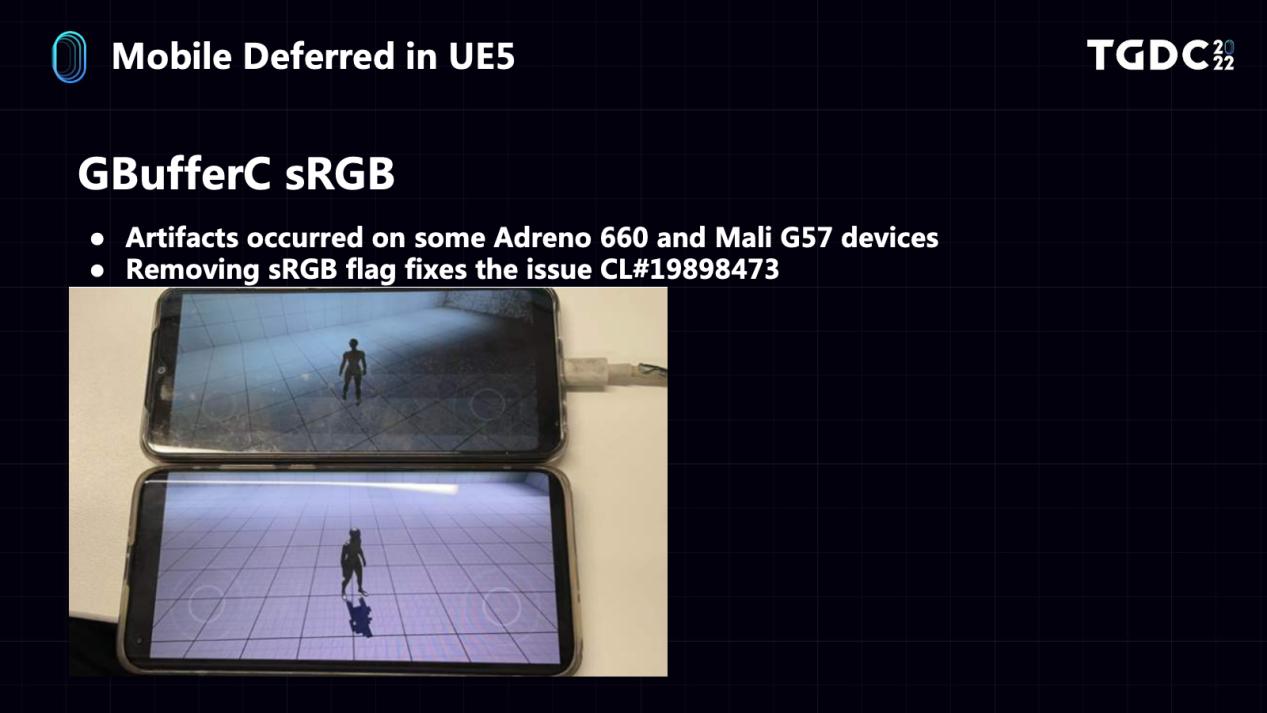 Mobile Deferred in UE5
TGDC 2022
GBufferC sRGB
● Artifacts occurred on some Adreno 660 and Mali G57 devices
● Removing sRGB flag fixes the issue CL#19898473